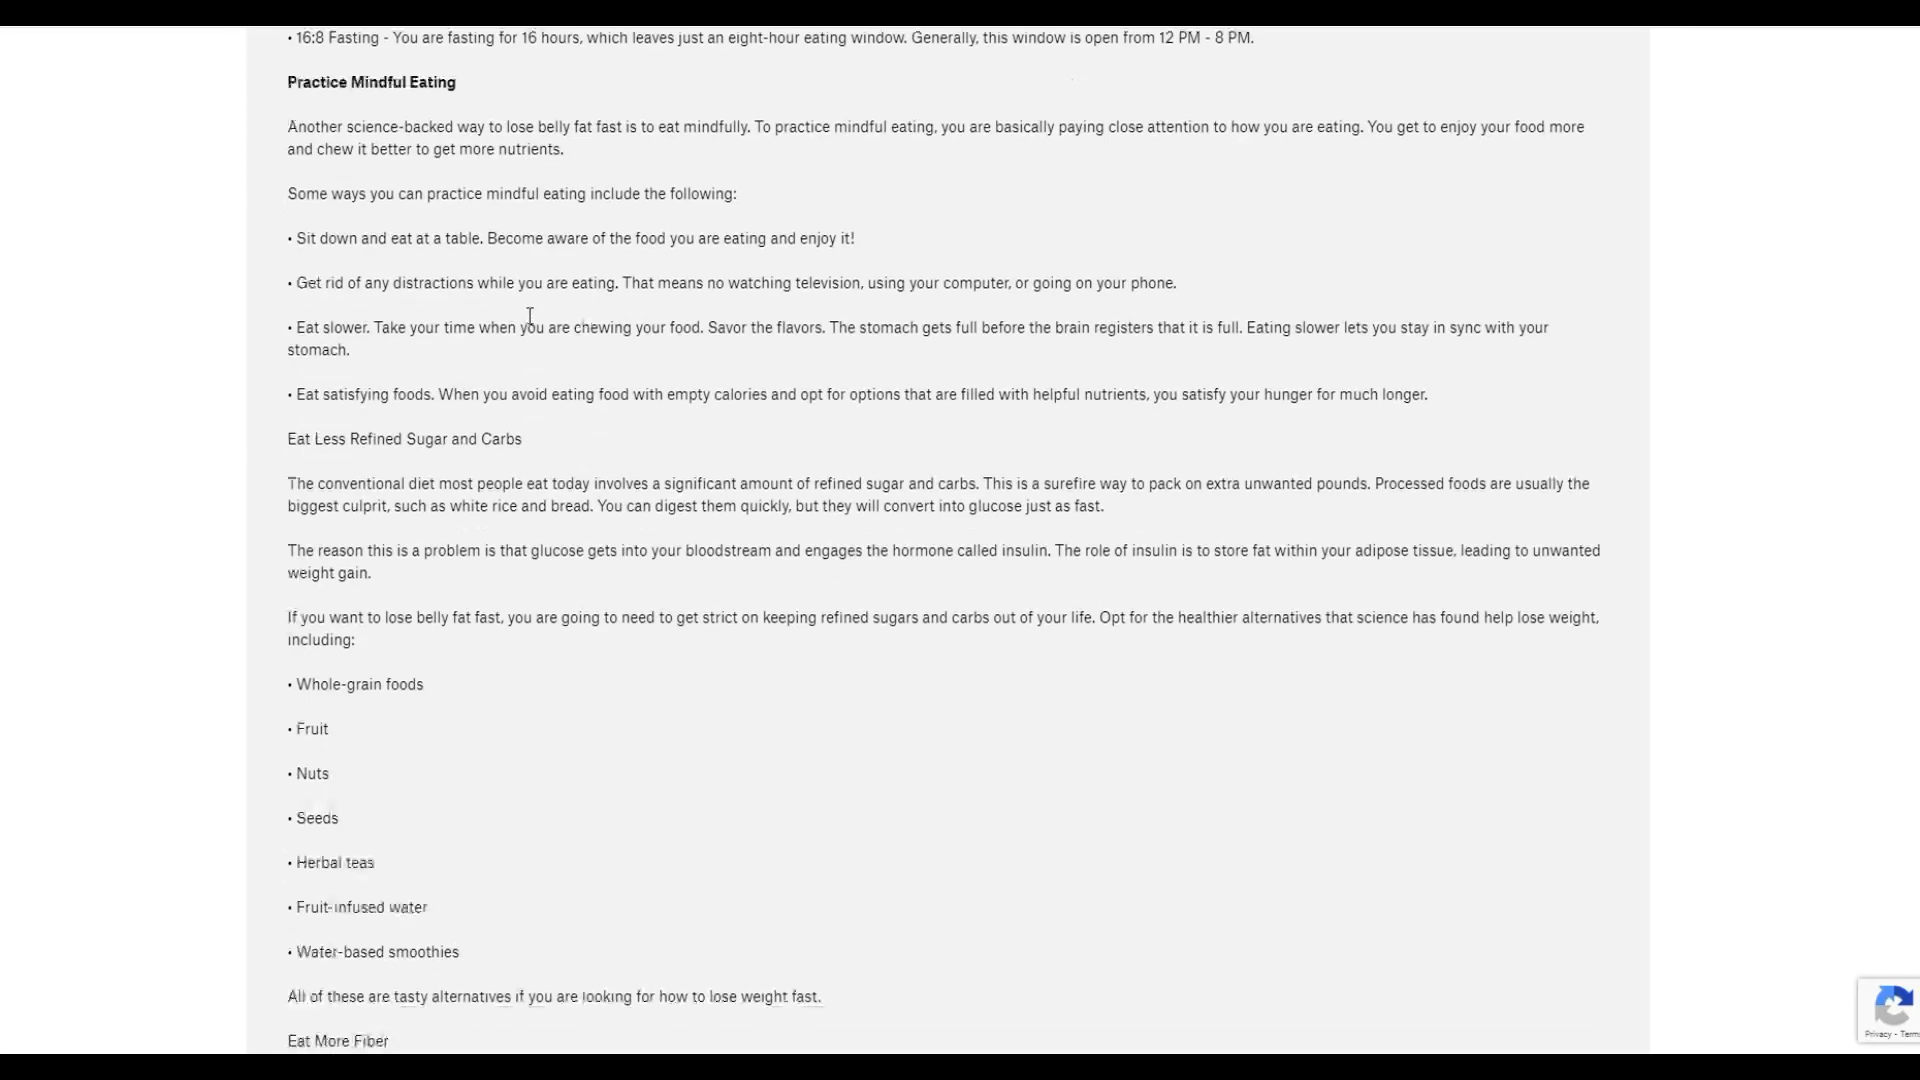 • 16:8 Fasting - You are fasting for 16 hours, which leaves just an eight-hour eating window. Generally, this window is open from 12 PM - 8 PM.
Practice Mindful Eating
Another science-backed way to lose belly fat fast is to eat mindfully. To practice mindful eating, you are basically paying close attention to how you are eating. You get to enjoy your food more
and chew it better to get more nutrients.
Some ways you can practice mindful eating include the following:
• Sit down and eat at a table. Become aware of the food you are eating and enjoy it!
• Get rid of any distractions while you are eating. That means no watching television, using your computer, or going on your phone.
• Eat slower. Take your time when you are chewing your food. Savor the flavors. The stomach gets full before the brain registers that it is full. Eating slower lets you stay in sync with your
stomach.
• Eat satisfying foods. When you avoid eating food with empty calories and opt for options that are filled with helpful nutrients, you satisfy your hunger for much longer.
Eat Less Refined Sugar and Carbs
The conventional diet most people eat today involves a significant amount of refined sugar and carbs. This is a surefire way to pack on extra unwanted pounds. Processed foods are usually the
biggest culprit, such as white rice and bread. You can digest them quickly, but they will convert into glucose just as fast.
The reason this is a problem is that glucose gets into your bloodstream and engages the hormone called insulin. The role of insulin is to store fat within your adipose tissue, leading to unwanted
weight gain.
If you want to lose belly fat fast, you are going to need to get strict on keeping refined sugars and carbs out of your life. Opt for the healthier alternatives that science has found help lose weight,
including:
• Whole-grain foods
• Fruit
• Nuts
• Seeds
• Herbal teas
• Fruit-infused water
• Water-based smoothies
All of these are tasty alternatives if you are looking for how to lose weight fast.
Eat More Fiber
Privacy - Terms